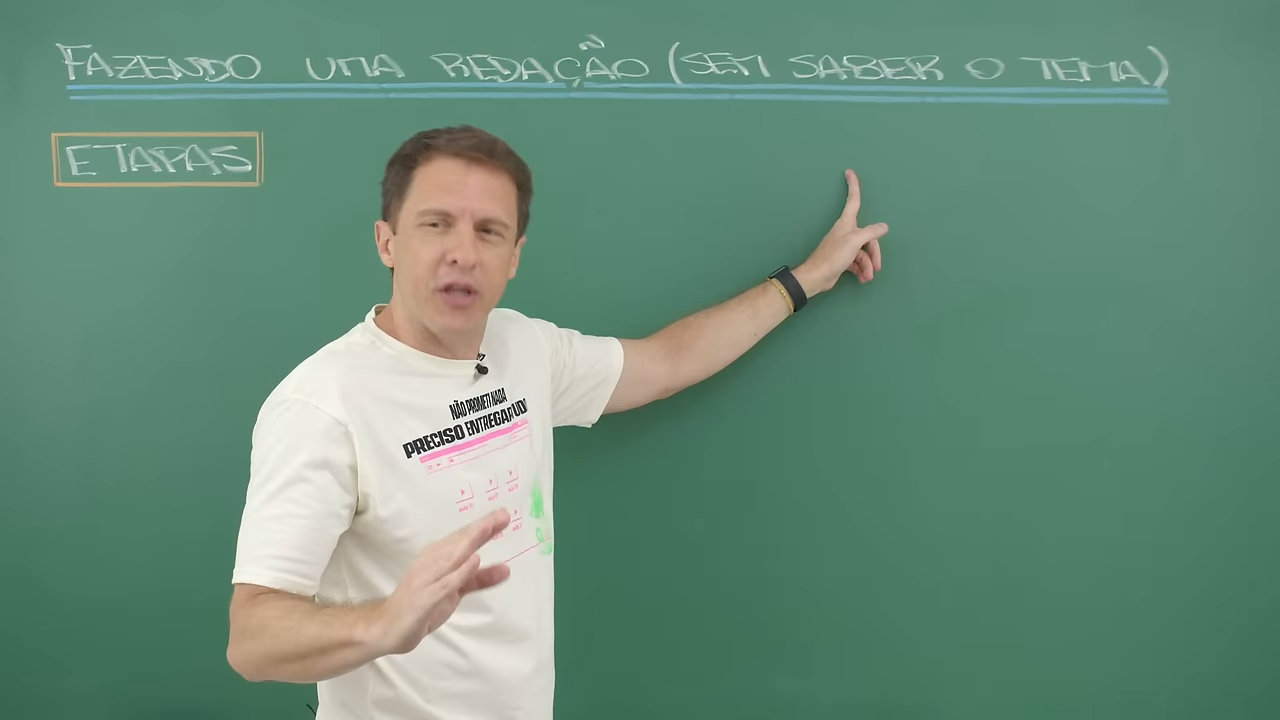 FAZENDO UMA REDAÇÃO (SEM SABER O TEMA)
ETAPAS
NÃO PROMETI NADA
PRECISO ENTREGAR TUDO